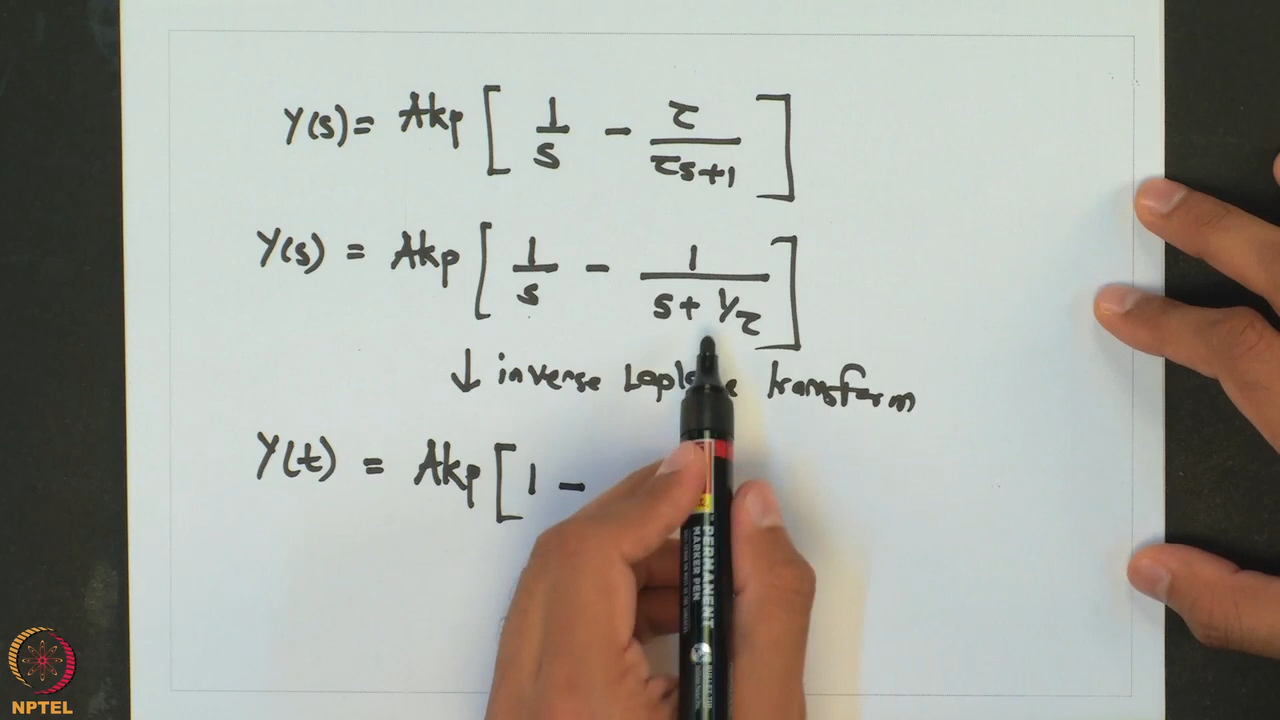 Y(s) = Akp [ 1/s - τ/(τs+1) ]
Y(s) = Akp [ 1/s - 1/(s + 1/τ) ]
↓ inverse Laplace transform
Y(t) = Akp [ 1 -
PERMANENT
MARKER PEN
NPTEL